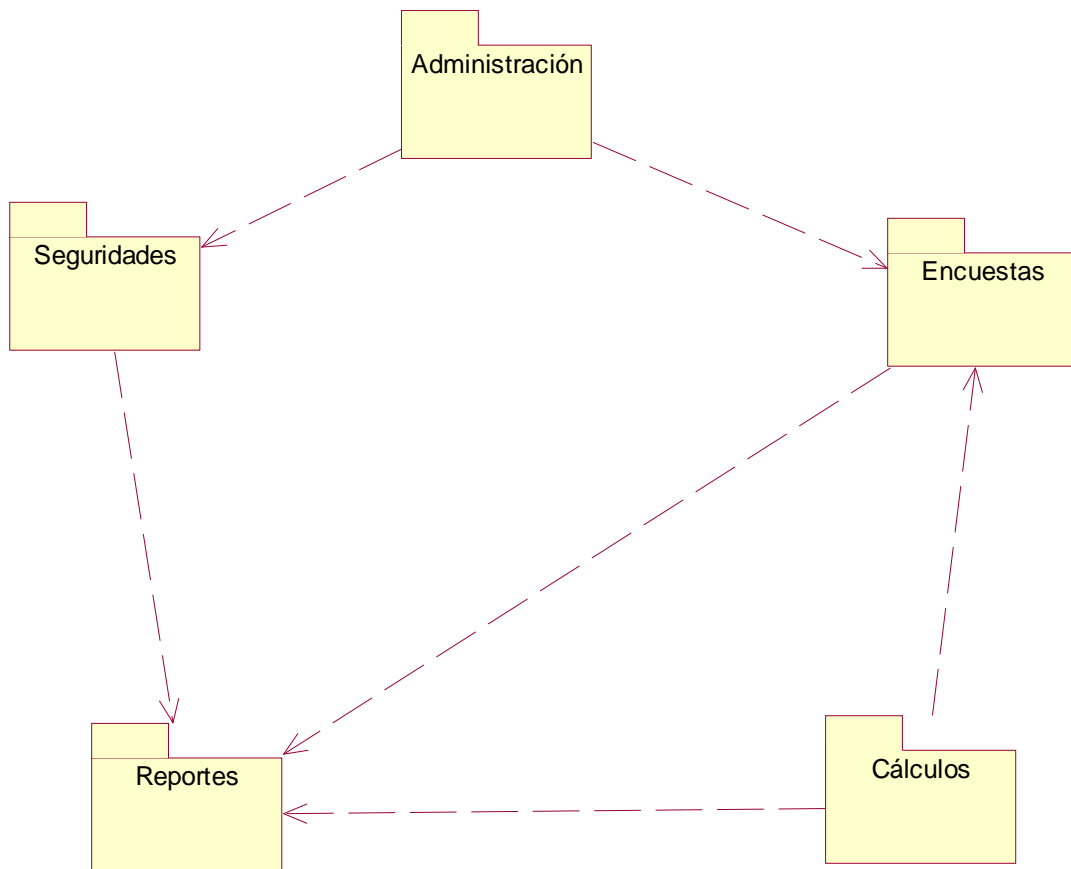 Administración
Seguridades
Encuestas
Reportes
Cálculos